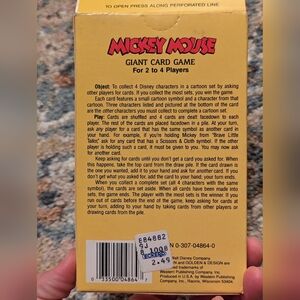 TO OPEN PRESS ALONG PERFORATED LINE
MICKEY MOUSE
GIANT CARD GAME
For 2 to 4 Players
Object: To collect 4 Disney characters in a cartoon set by asking
other players for cards. If you collect the most sets, you win the game.
Each card features a small cartoon symbol and a character from that
cartoon. Three characters listed and pictured at the bottom of the card
are the other characters you must collect to complete a cartoon set.
Play: Cards are shuffled and 4 cards are dealt facedown to each
player. The rest of the cards are placed facedown in a pile. At your turn,
ask any player for a card that has the same symbol as another card in
your hand. For example, if you're holding Mickey from "Brave Little
Tailor," ask for any card that has a Scissors & Cloth symbol. If the other
player is holding such a card, it must be given to you. You may now ask
for another card.
Keep asking for cards until you don't get a card you asked for. When
this happens, take the top card from the draw pile. If the card drawn is
the one you wanted, add it to your hand and ask for another card. If you
don't get what you asked for, add the card to your hand; your turn ends.
When you collect a complete set (all 4 characters with the same
symbol), the cards are set aside. When all cards have been made into
sets, the game ends. The player with the most sets is the winner. If you
run out of cards before the end of the game, keep asking for cards at
your turn, adding to your hand by taking cards from other players or
drawing cards from the pile.
E84882
2.49
N 0-307-04864-0
Walt Disney Company
N and GOLDEN & DESIGN are
ed trademarks of
Western Publishing Company, Inc.
Produced in U.S.A. by Western Publishing
Company, Inc., Racine, Wisconsin 53404
33500 04864